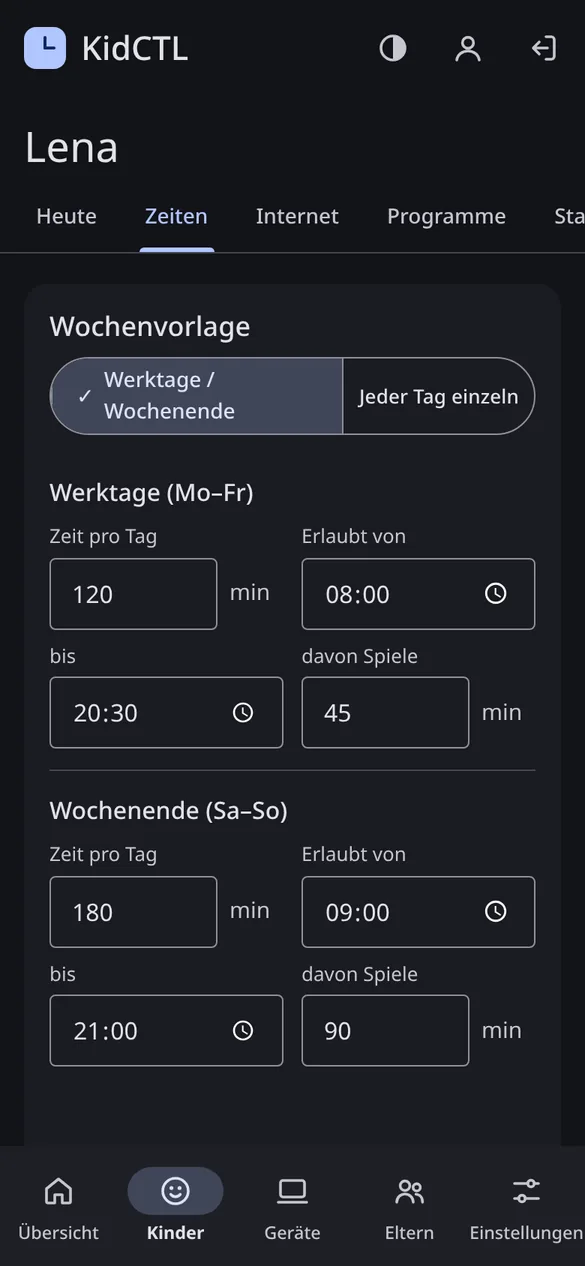 KidCTL
Lena
Heute Zeiten Internet Programme Sta
Wochenvorlage
✓ Werktage /
Wochenende
Jeder Tag einzeln
Werktage (Mo–Fr)
Zeit pro Tag Erlaubt von
120 min 08:00
bis davon Spiele
20:30 45 min
Wochenende (Sa–So)
Zeit pro Tag Erlaubt von
180 min 09:00
bis davon Spiele
21:00 90 min
Übersicht Kinder Geräte Eltern Einstellungen